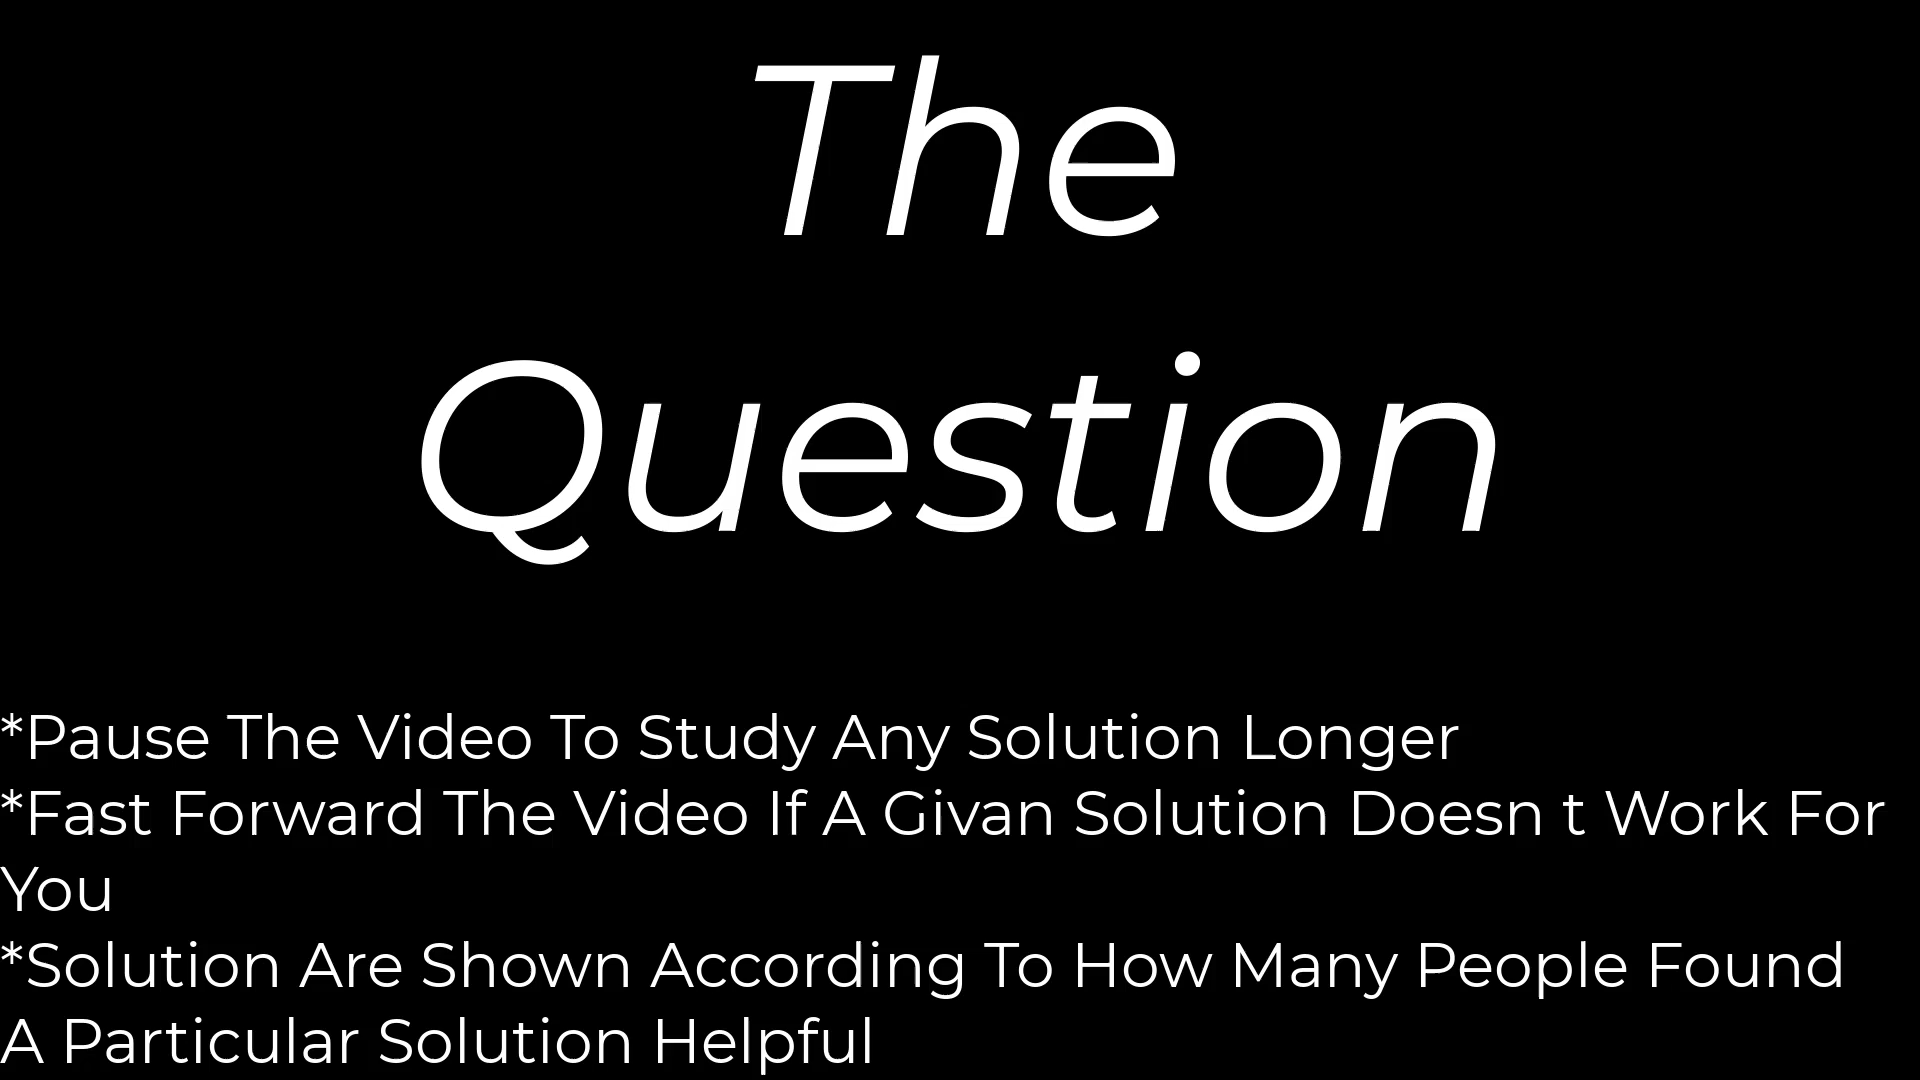 The
Question
*Pause The Video To Study Any Solution Longer
*Fast Forward The Video If A Givan Solution Doesn t Work For
You
*Solution Are Shown According To How Many People Found
A Particular Solution Helpful